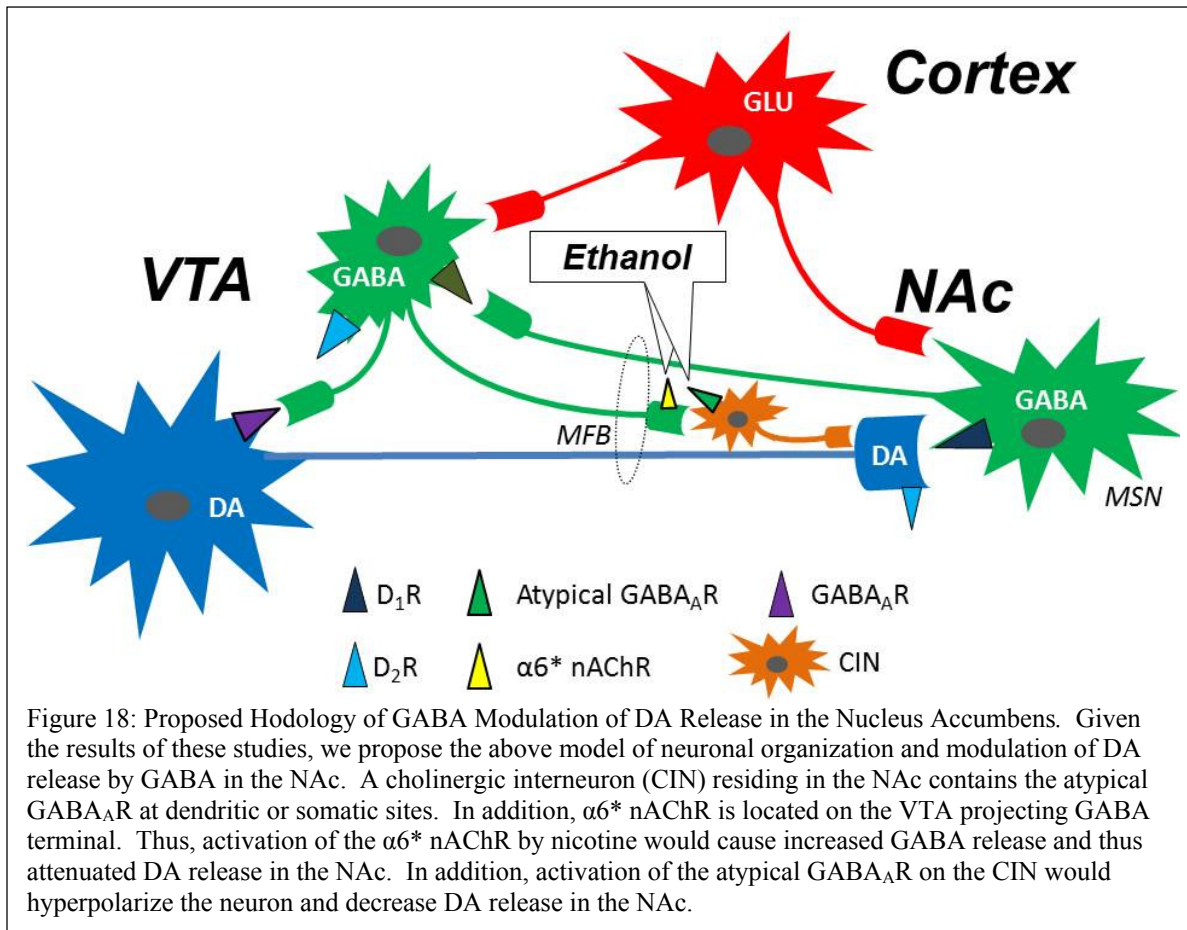 Cortex
GLU
VTA
GABA
Ethanol
NAc
MFB
GABA
DA
DA
MSN
D₁R
Atypical GABA_AR
GABA_AR
D₂R
α6* nAChR
CIN
Figure 18: Proposed Hodology of GABA Modulation of DA Release in the Nucleus Accumbens. Given
the results of these studies, we propose the above model of neuronal organization and modulation of DA
release by GABA in the NAc. A cholinergic interneuron (CIN) residing in the NAc contains the atypical
GABA_AR at dendritic or somatic sites. In addition, α6* nAChR is located on the VTA projecting GABA
terminal. Thus, activation of the α6* nAChR by nicotine would cause increased GABA release and thus
attenuated DA release in the NAc. In addition, activation of the atypical GABA_AR on the CIN would
hyperpolarize the neuron and decrease DA release in the NAc.